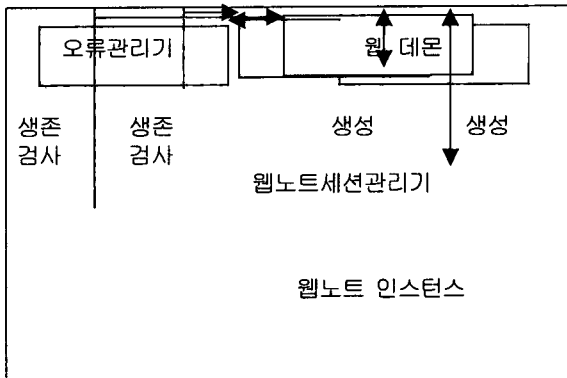 오류관리기
웹 데몬
생존 검사
생존 검사
생성
생성
웹노트세션관리기
웹노트 인스턴스